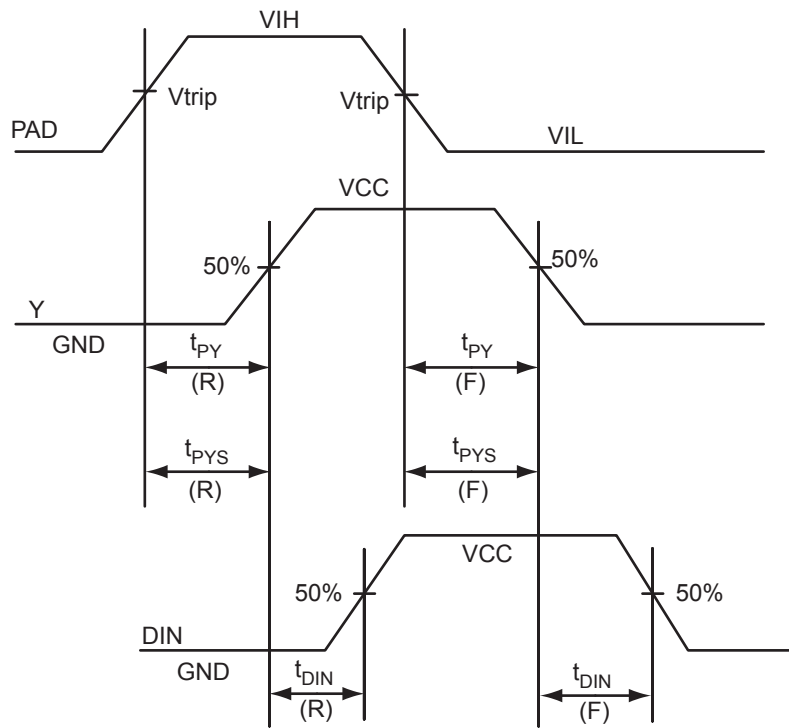 VIH
Vtrip
Vtrip
PAD
VIL
VCC
50%
50%
Y
GND
tPY
(R)
tPY
(F)
tPYS
(R)
tPYS
(F)
VCC
50%
50%
DIN
GND
tDIN
(R)
tDIN
(F)